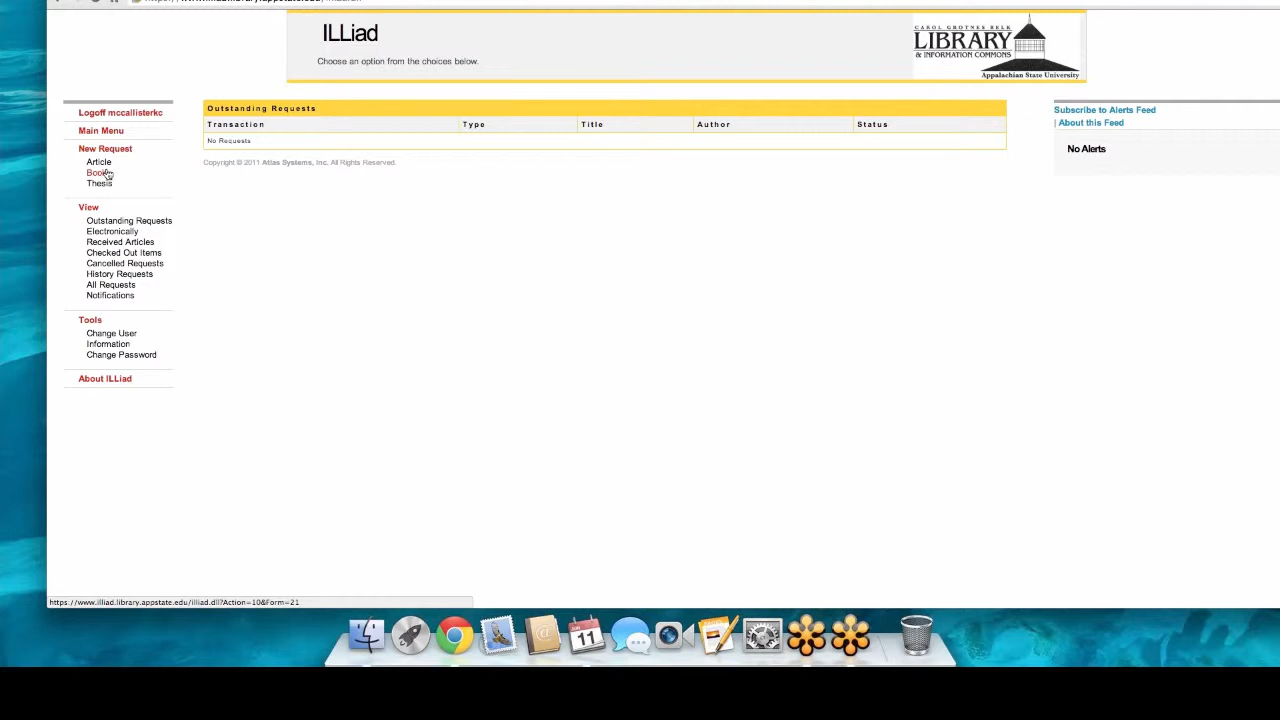 ILLiad
Choose an option from the choices below.
CAROL GROTNES BELK
LIBRARY
& INFORMATION COMMONS
Appalachian State University
Logoff mccallisterkc
Main Menu
New Request
Article
Book
Thesis
View
Outstanding Requests
Electronically
Received Articles
Checked Out Items
Cancelled Requests
History Requests
All Requests
Notifications
Tools
Change User
Information
Change Password
About ILLiad
Outstanding Requests
Transaction Type Title Author Status
No Requests
Copyright © 2011 Atlas Systems, Inc. All Rights Reserved.
Subscribe to Alerts Feed
| About this Feed
No Alerts
https://www.illiad.library.appstate.edu/illiad.dll?Action=10&Form=21
11